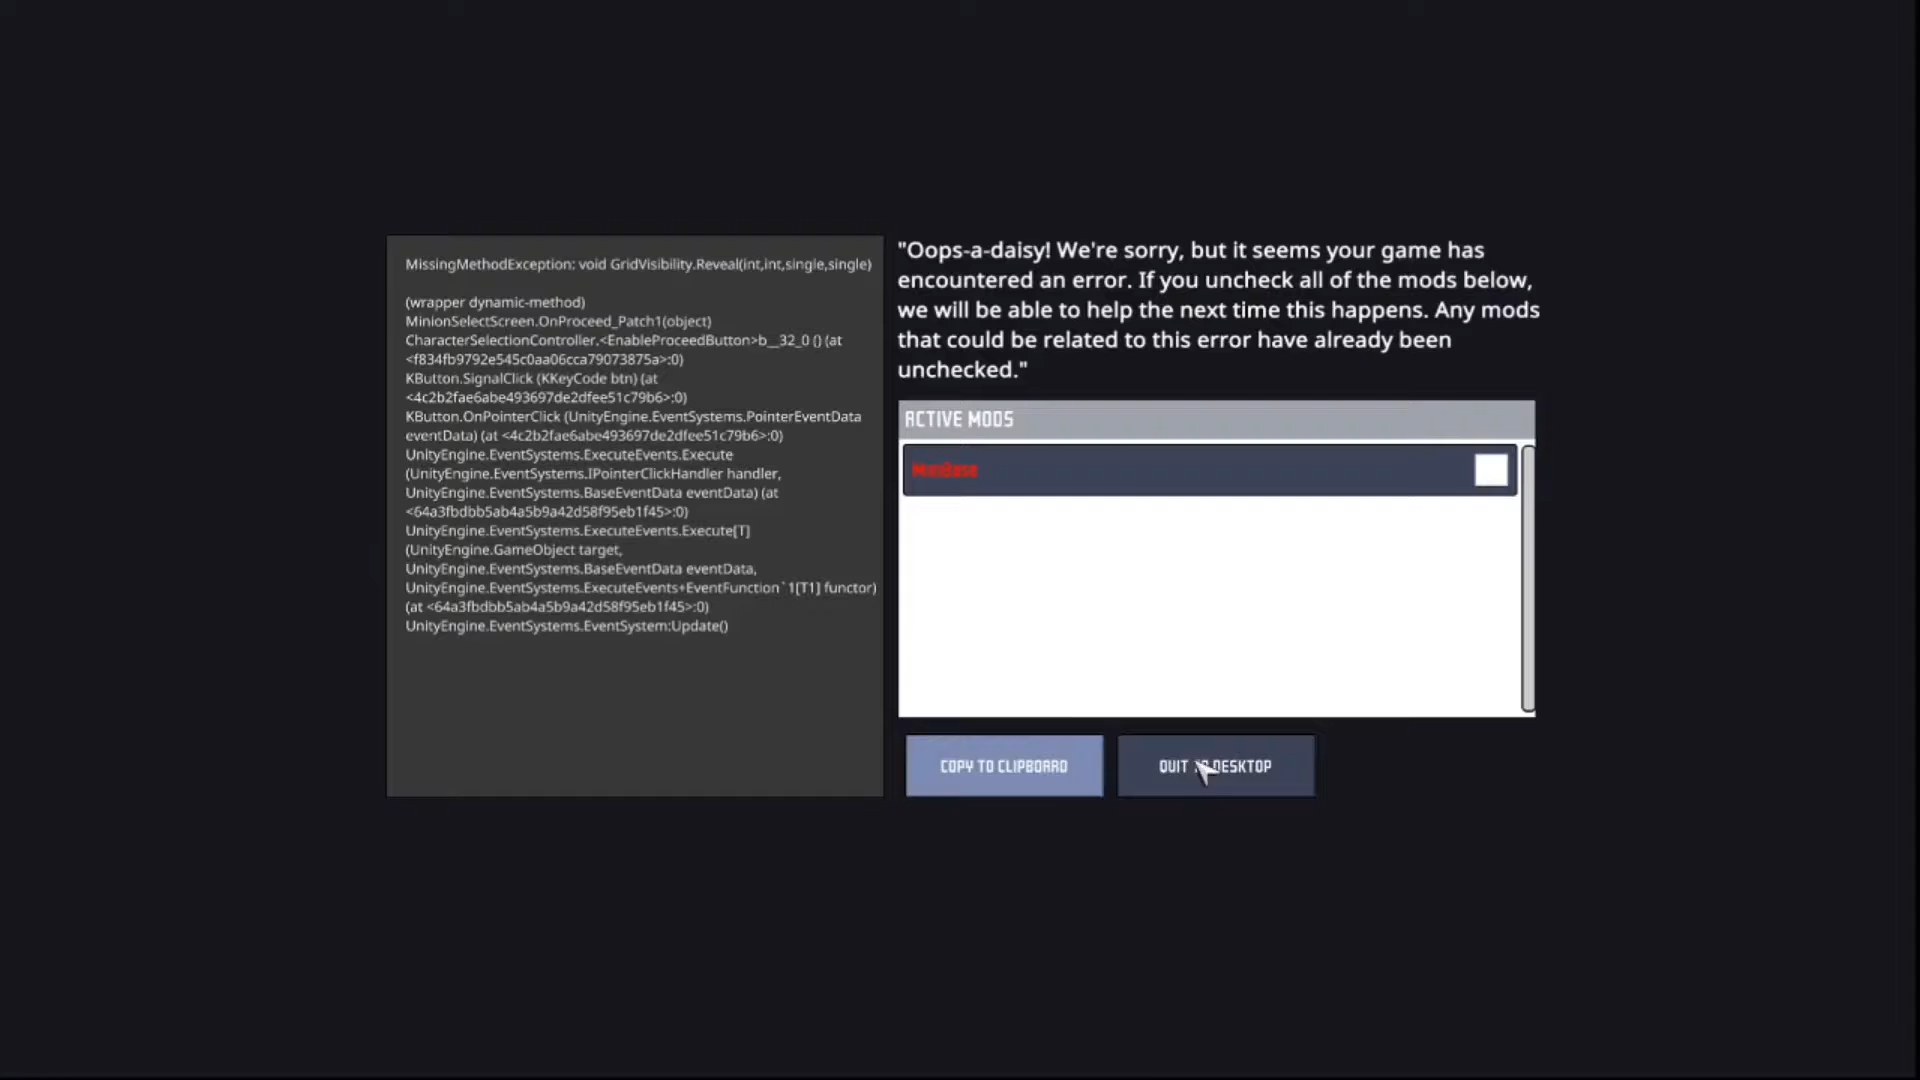 MissingMethodException: void GridVisibility.Reveal(int,int,single,single)
(wrapper dynamic-method)
MinionSelectScreen.OnProceed_Patch1(object)
CharacterSelectionController.<EnableProceedButton>b__32_0 () (at
<f834fb9792e545c0aa06cca79073875a>:0)
KButton.SignalClick (KKeyCode btn) (at
<4c2b2fae6abe493697de2dfee51c79b6>:0)
KButton.OnPointerClick (UnityEngine.EventSystems.PointerEventData
eventData) (at <4c2b2fae6abe493697de2dfee51c79b6>:0)
UnityEngine.EventSystems.ExecuteEvents.Execute
(UnityEngine.EventSystems.IPointerClickHandler handler,
UnityEngine.EventSystems.BaseEventData eventData) (at
<64a3fbdbb5ab4a5b9a42d58f95eb1f45>:0)
UnityEngine.EventSystems.ExecuteEvents.Execute[T]
(UnityEngine.GameObject target,
UnityEngine.EventSystems.BaseEventData eventData,
UnityEngine.EventSystems.ExecuteEvents+EventFunction`1[T1] functor)
(at <64a3fbdbb5ab4a5b9a42d58f95eb1f45>:0)
UnityEngine.EventSystems.EventSystem:Update()
"Oops-a-daisy! We're sorry, but it seems your game has
encountered an error. If you uncheck all of the mods below,
we will be able to help the next time this happens. Any mods
that could be related to this error have already been
unchecked."
ACTIVE MODS
MiniBase
COPY TO CLIPBOARD
QUIT TO DESKTOP